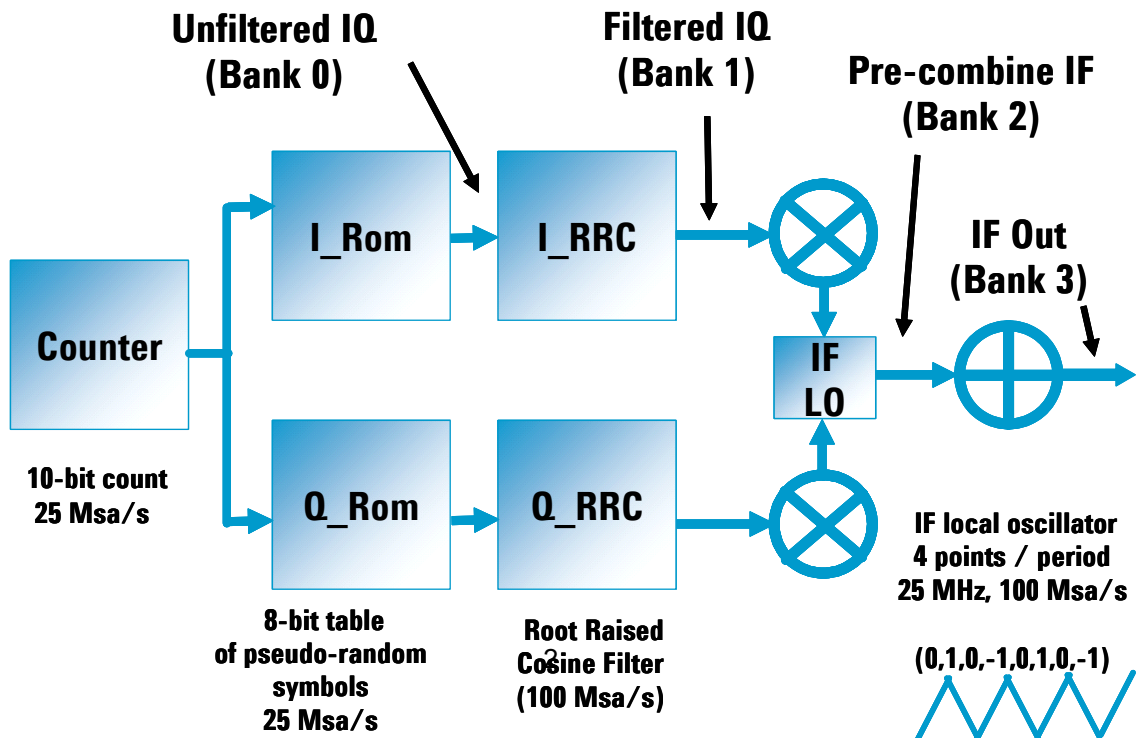 Unfiltered IQ
(Bank 0)
Filtered IQ
(Bank 1)
Pre-combine IF
(Bank 2)
IF Out
(Bank 3)
I_Rom
I_RRC
Counter
IF
LO
10-bit count
25 Msa/s
Q_Rom
Q_RRC
IF local oscillator
4 points / period
25 MHz, 100 Msa/s
8-bit table
of pseudo-random
symbols
25 Msa/s
Root Raised
Cosine Filter
(100 Msa/s)
2
(0,1,0,-1,0,1,0,-1)